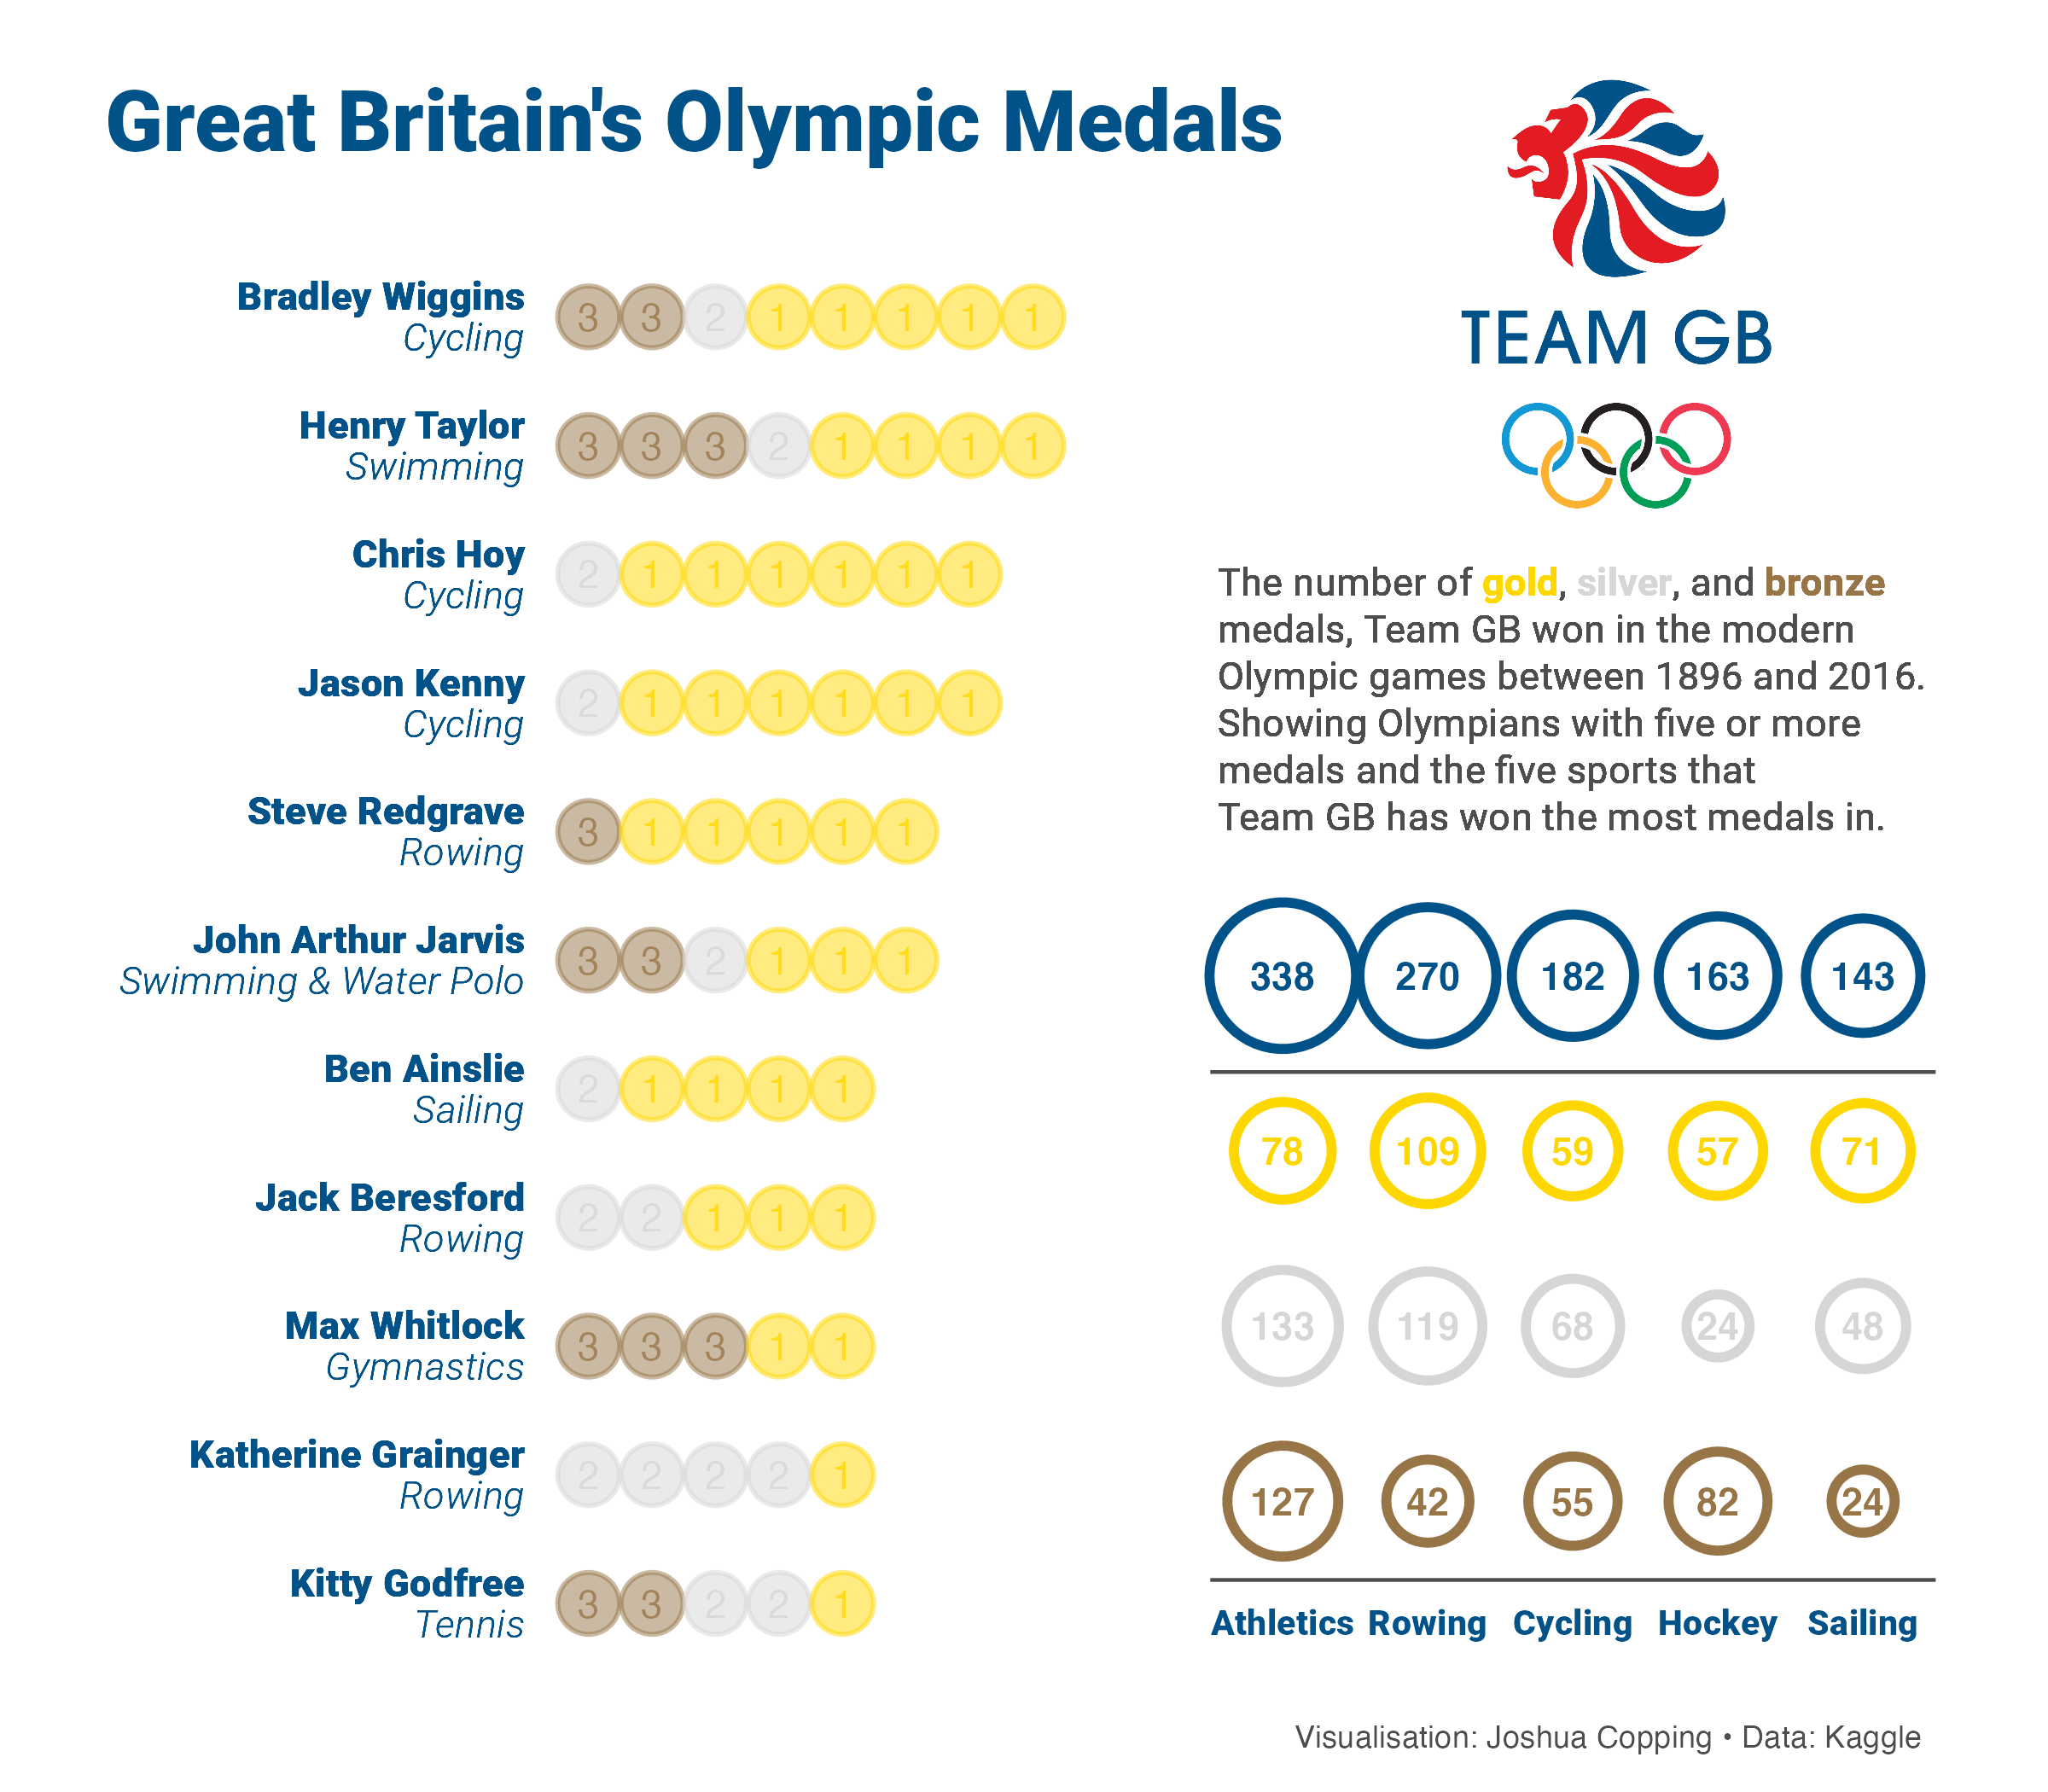 Great Britain's Olympic Medals
TEAM GB
Bradley Wiggins
Cycling
3 3 2 1 1 1 1 1
Henry Taylor
Swimming
3 3 3 2 1 1 1 1
Chris Hoy
Cycling
2 1 1 1 1 1 1
Jason Kenny
Cycling
2 1 1 1 1 1 1
Steve Redgrave
Rowing
3 1 1 1 1 1
John Arthur Jarvis
Swimming & Water Polo
3 3 2 1 1 1
Ben Ainslie
Sailing
2 1 1 1 1
Jack Beresford
Rowing
2 2 1 1 1
Max Whitlock
Gymnastics
3 3 3 1 1
Katherine Grainger
Rowing
2 2 2 2 1
Kitty Godfree
Tennis
3 3 2 2 1
The number of gold, silver, and bronze
medals, Team GB won in the modern
Olympic games between 1896 and 2016.
Showing Olympians with five or more
medals and the five sports that
Team GB has won the most medals in.
338 270 182 163 143
78 109 59 57 71
133 119 68 24 48
127 42 55 82 24
Athletics Rowing Cycling Hockey Sailing
Visualisation: Joshua Copping • Data: Kaggle